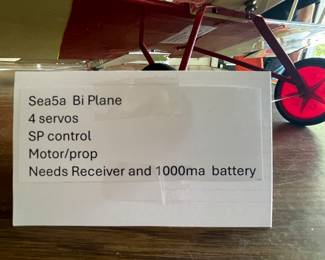 Sea5a  Bi Plane
4 servos
SP control
Motor/prop
Needs Receiver and 1000ma  battery